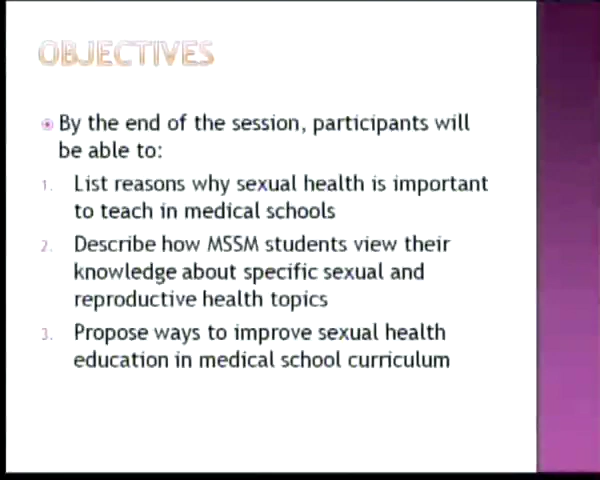 OBJECTIVES
By the end of the session, participants will
be able to:
1. List reasons why sexual health is important
to teach in medical schools
2. Describe how MSSM students view their
knowledge about specific sexual and
reproductive health topics
3. Propose ways to improve sexual health
education in medical school curriculum